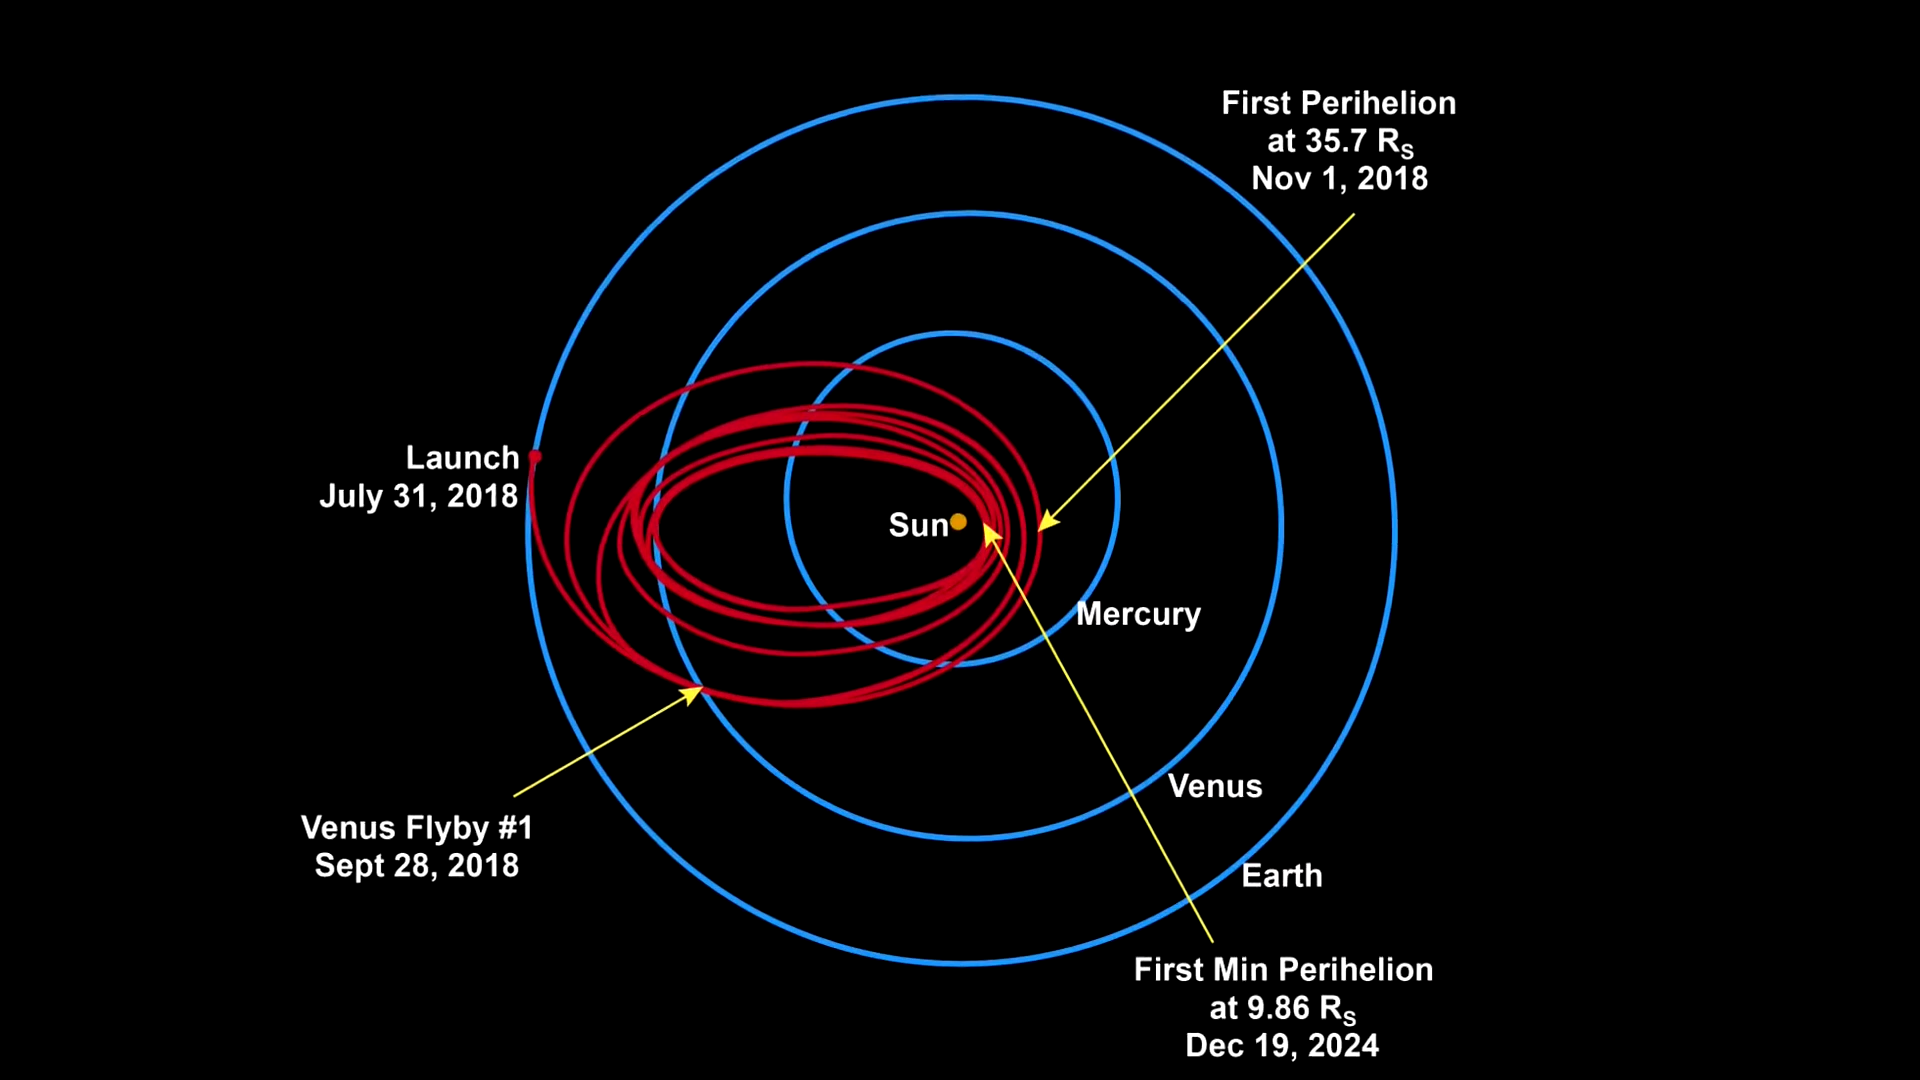 First Perihelion
at 35.7 RS
Nov 1, 2018
Launch
July 31, 2018
Sun
Mercury
Venus
Venus Flyby #1
Sept 28, 2018
Earth
First Min Perihelion
at 9.86 RS
Dec 19, 2024